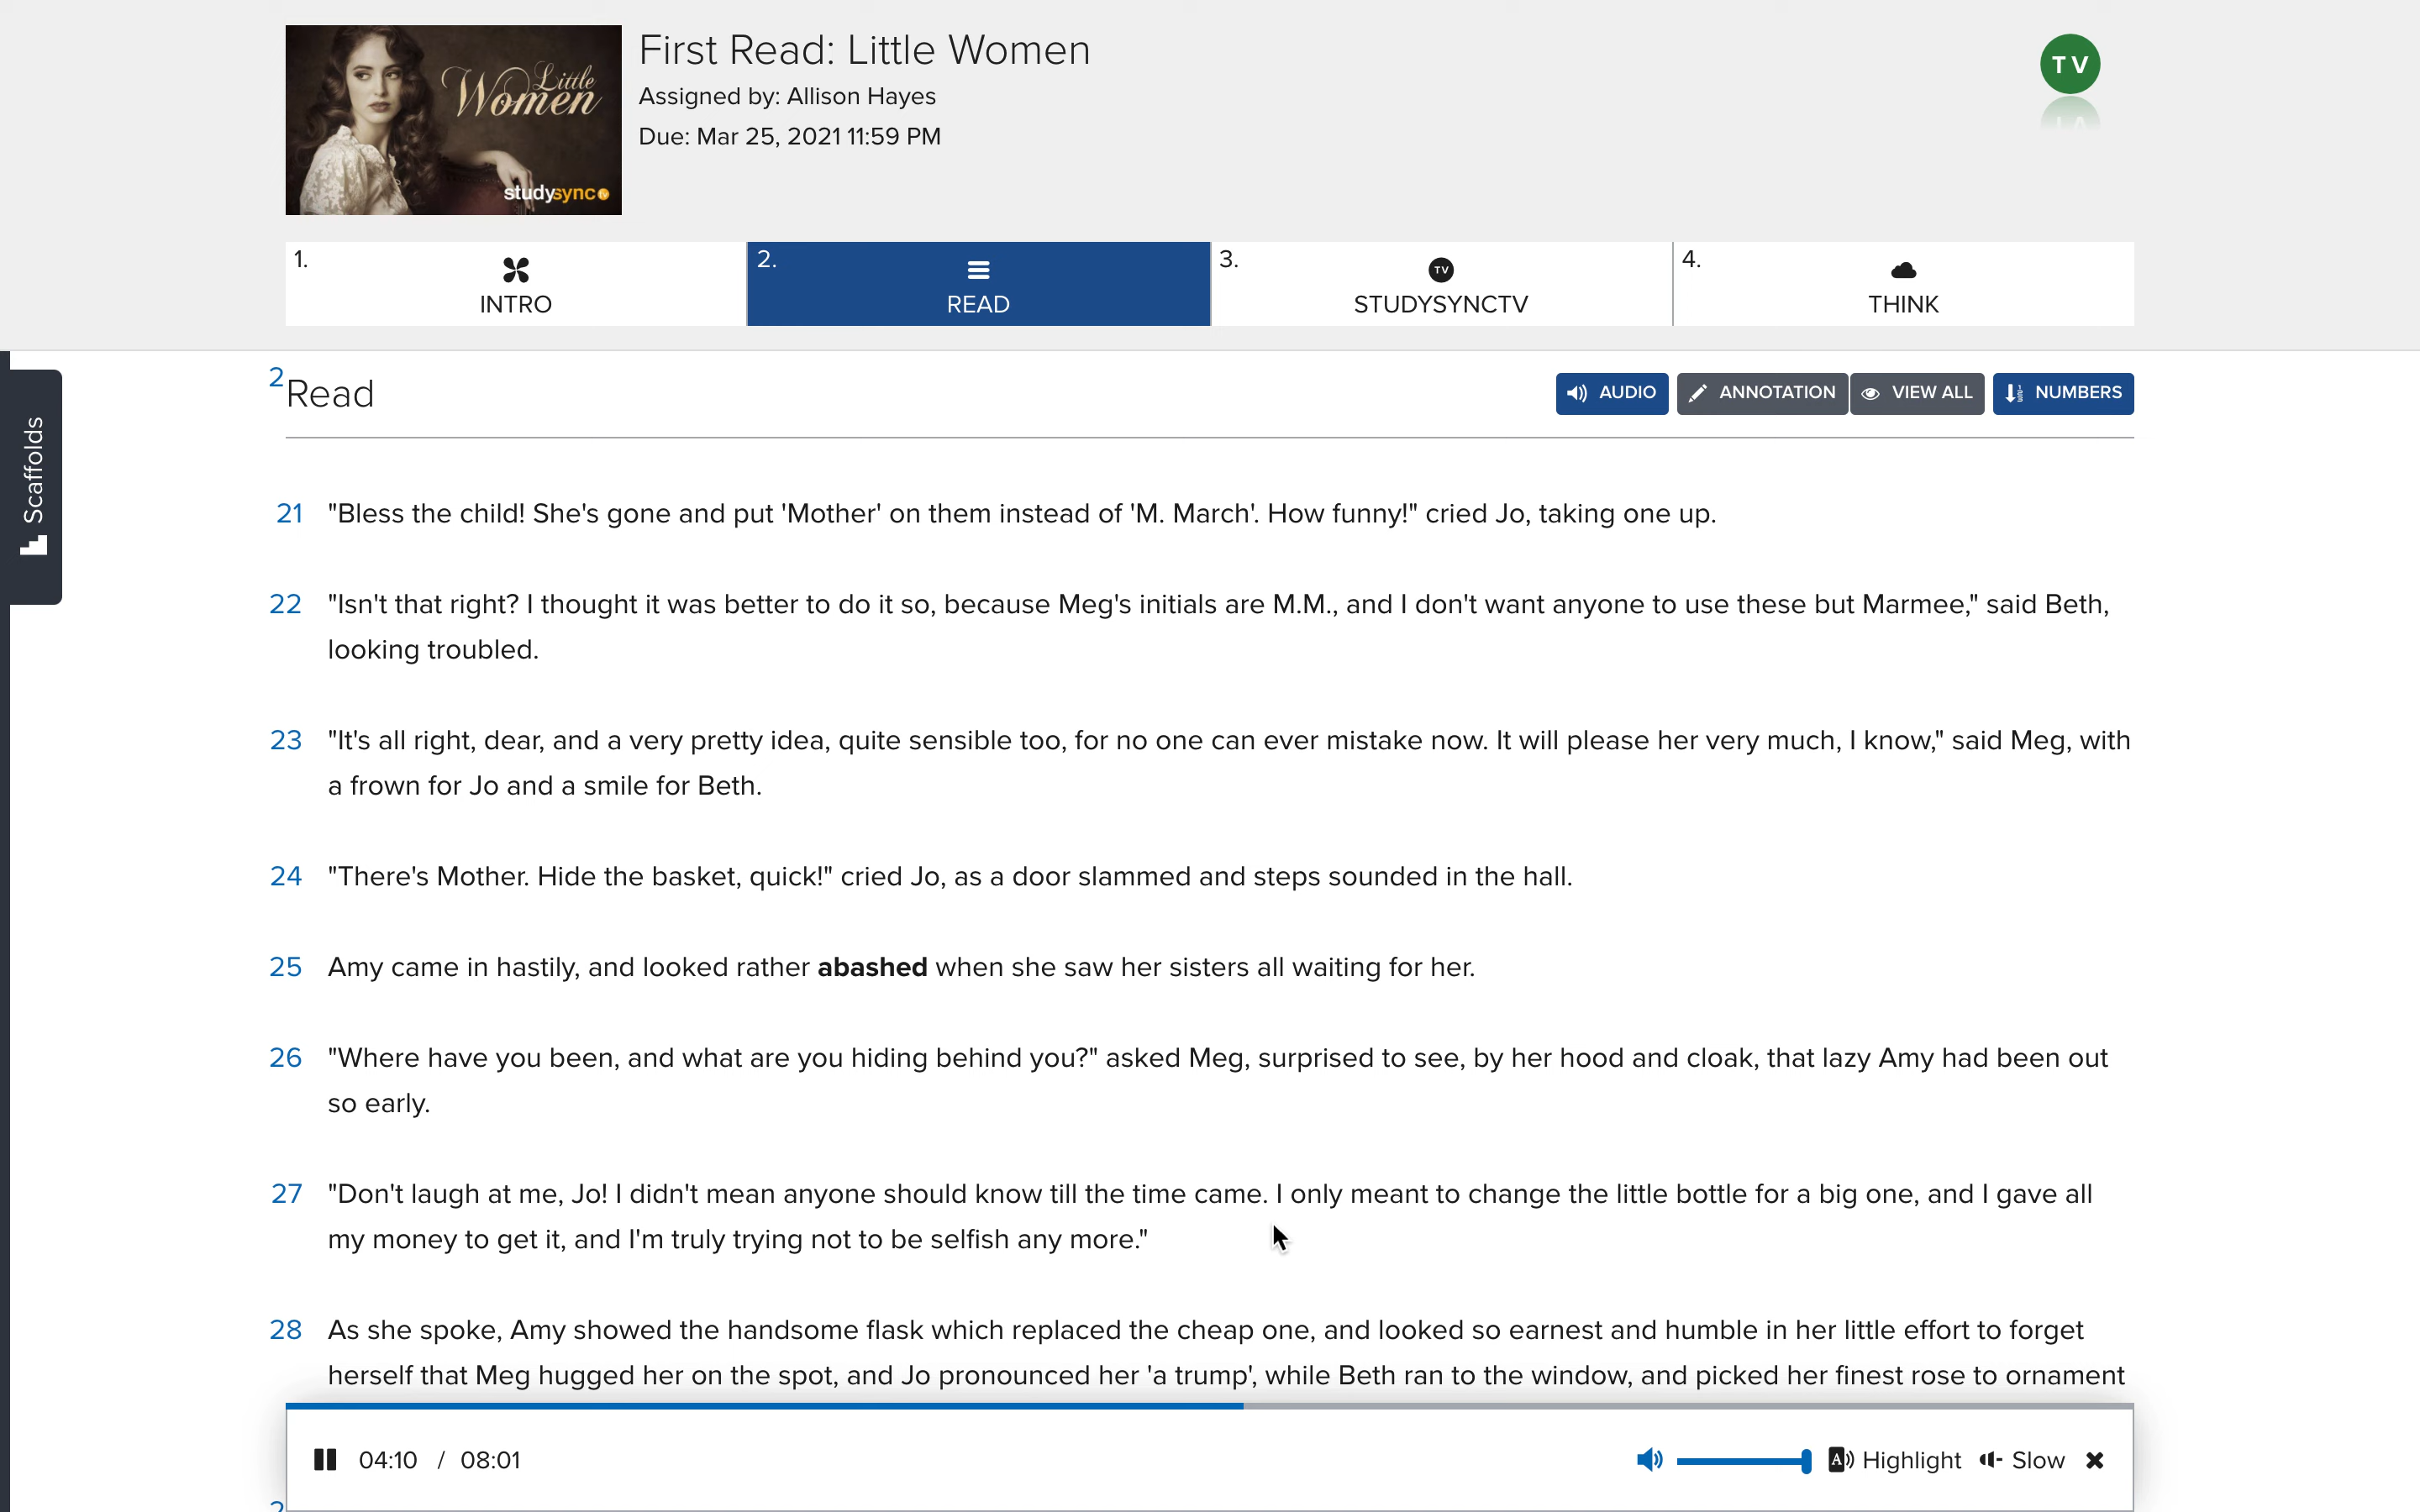 Little
Women
studysync
First Read: Little Women
Assigned by: Allison Hayes
Due: Mar 25, 2021 11:59 PM
TV
1.
INTRO
2.
READ
3.
TV
STUDYSYNCTV
4.
THINK
Scaffolds
2
Read
AUDIO
ANNOTATION
VIEW ALL
NUMBERS
21 "Bless the child! She's gone and put 'Mother' on them instead of 'M. March'. How funny!" cried Jo, taking one up.
22 "Isn't that right? I thought it was better to do it so, because Meg's initials are M.M., and I don't want anyone to use these but Marmee," said Beth,
looking troubled.
23 "It's all right, dear, and a very pretty idea, quite sensible too, for no one can ever mistake now. It will please her very much, I know," said Meg, with
a frown for Jo and a smile for Beth.
24 "There's Mother. Hide the basket, quick!" cried Jo, as a door slammed and steps sounded in the hall.
25 Amy came in hastily, and looked rather abashed when she saw her sisters all waiting for her.
26 "Where have you been, and what are you hiding behind you?" asked Meg, surprised to see, by her hood and cloak, that lazy Amy had been out
so early.
27 "Don't laugh at me, Jo! I didn't mean anyone should know till the time came. I only meant to change the little bottle for a big one, and I gave all
my money to get it, and I'm truly trying not to be selfish any more."
28 As she spoke, Amy showed the handsome flask which replaced the cheap one, and looked so earnest and humble in her little effort to forget
herself that Meg hugged her on the spot, and Jo pronounced her 'a trump', while Beth ran to the window, and picked her finest rose to ornament
04:10 / 08:01
A Highlight
Slow